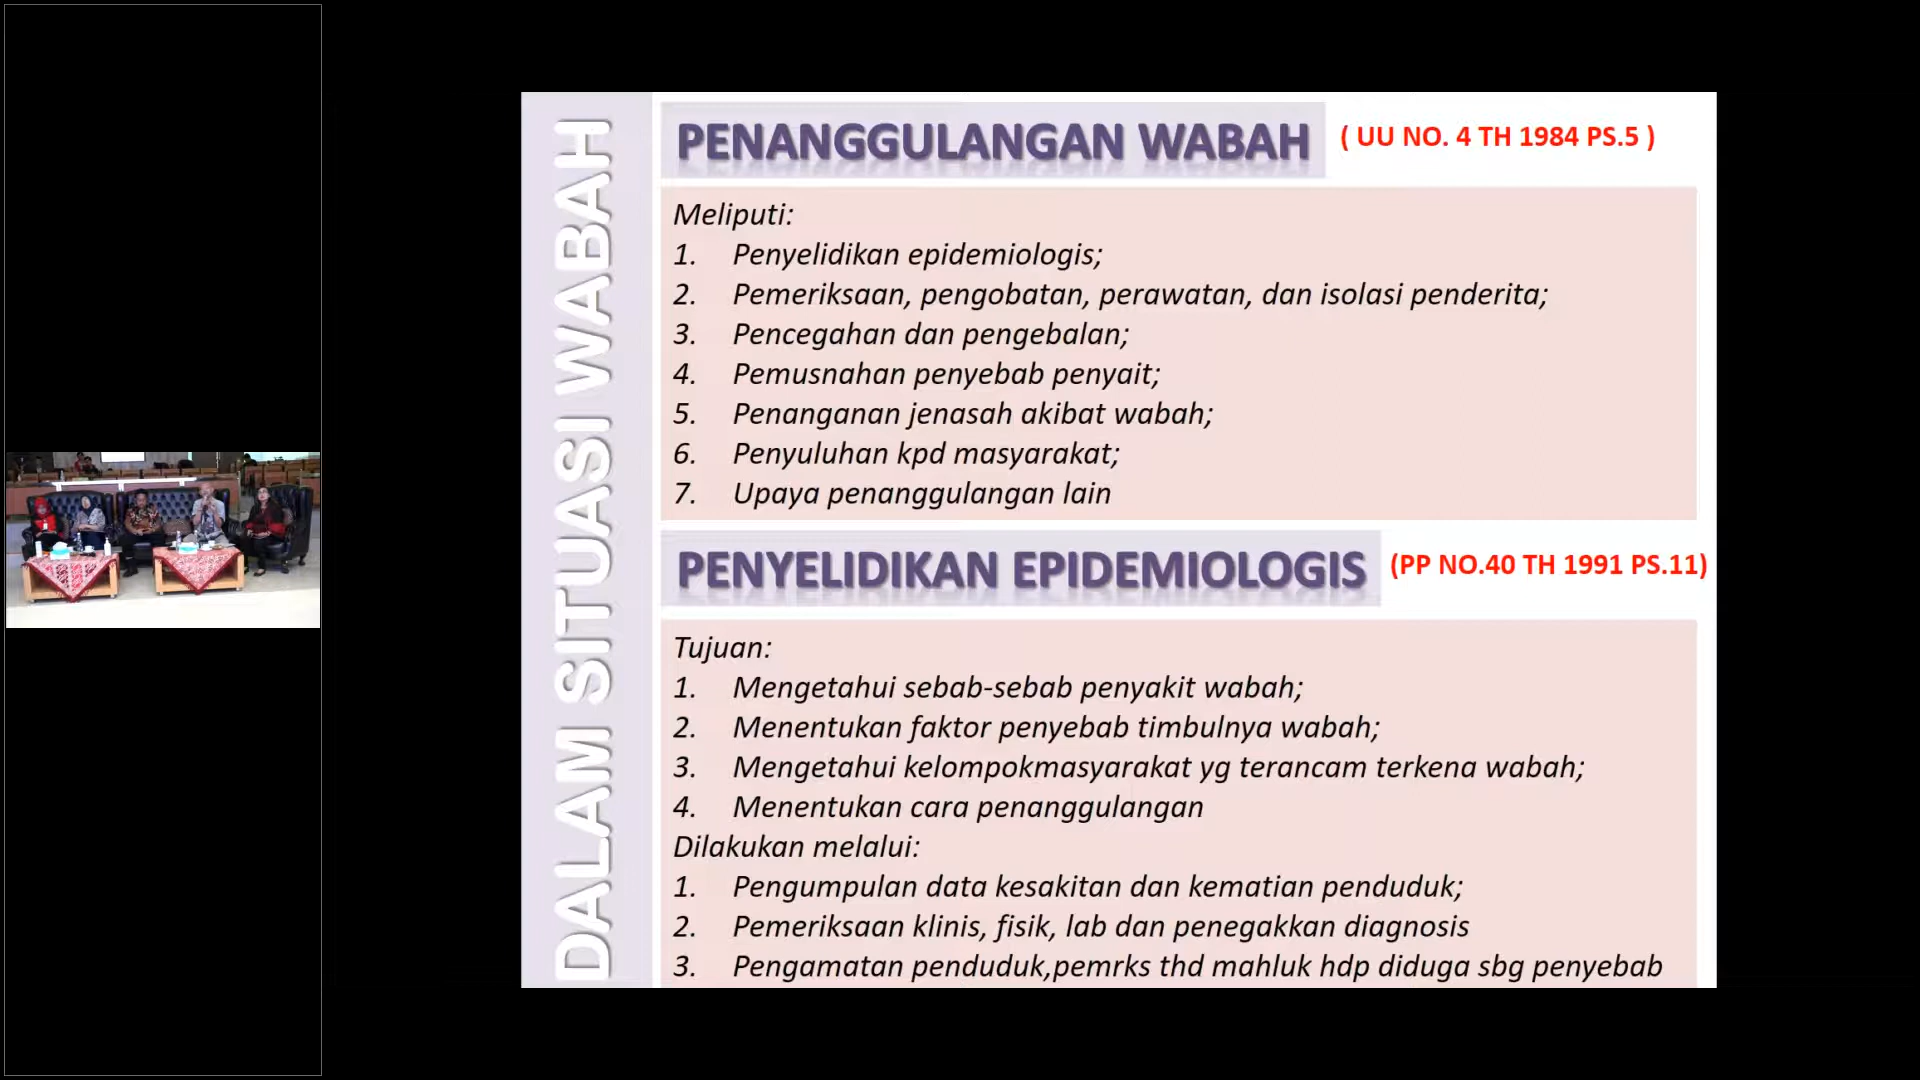 DALAM SITUASI WABAH
PENANGGULANGAN WABAH
( UU NO. 4 TH 1984 PS.5 )
Meliputi:
1. Penyelidikan epidemiologis;
2. Pemeriksaan, pengobatan, perawatan, dan isolasi penderita;
3. Pencegahan dan pengebalan;
4. Pemusnahan penyebab penyait;
5. Penanganan jenasah akibat wabah;
6. Penyuluhan kpd masyarakat;
7. Upaya penanggulangan lain
PENYELIDIKAN EPIDEMIOLOGIS
(PP NO.40 TH 1991 PS.11)
Tujuan:
1. Mengetahui sebab-sebab penyakit wabah;
2. Menentukan faktor penyebab timbulnya wabah;
3. Mengetahui kelompokmasyarakat yg terancam terkena wabah;
4. Menentukan cara penanggulangan
Dilakukan melalui:
1. Pengumpulan data kesakitan dan kematian penduduk;
2. Pemeriksaan klinis, fisik, lab dan penegakkan diagnosis
3. Pengamatan penduduk,pemrks thd mahluk hdp diduga sbg penyebab